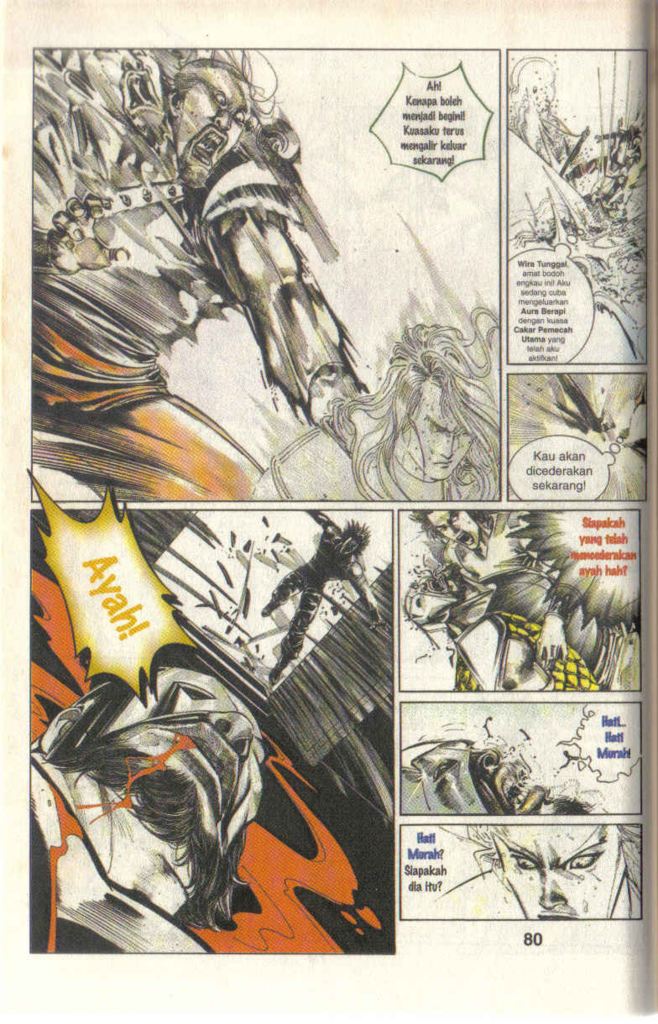 Ah!
Kenapa boleh
menjadi begini!
Kuasaku terus
mengalir keluar
sekarang!
Wira Tunggal,
amat bodoh
engkau ini! Aku
sedang cuba
mengeluarkan
Aura Berapi
dengan kuasa
Cakar Pemecah
Utama yang
telah aku
aktifkan!
Kau akan
dicederakan
sekarang!
Ayah!
Siapakah
yang telah
mencederakan
ayah hah?
Hati..
Hati
Murah!
Hati
Murah?
Siapakah
dia itu?
80